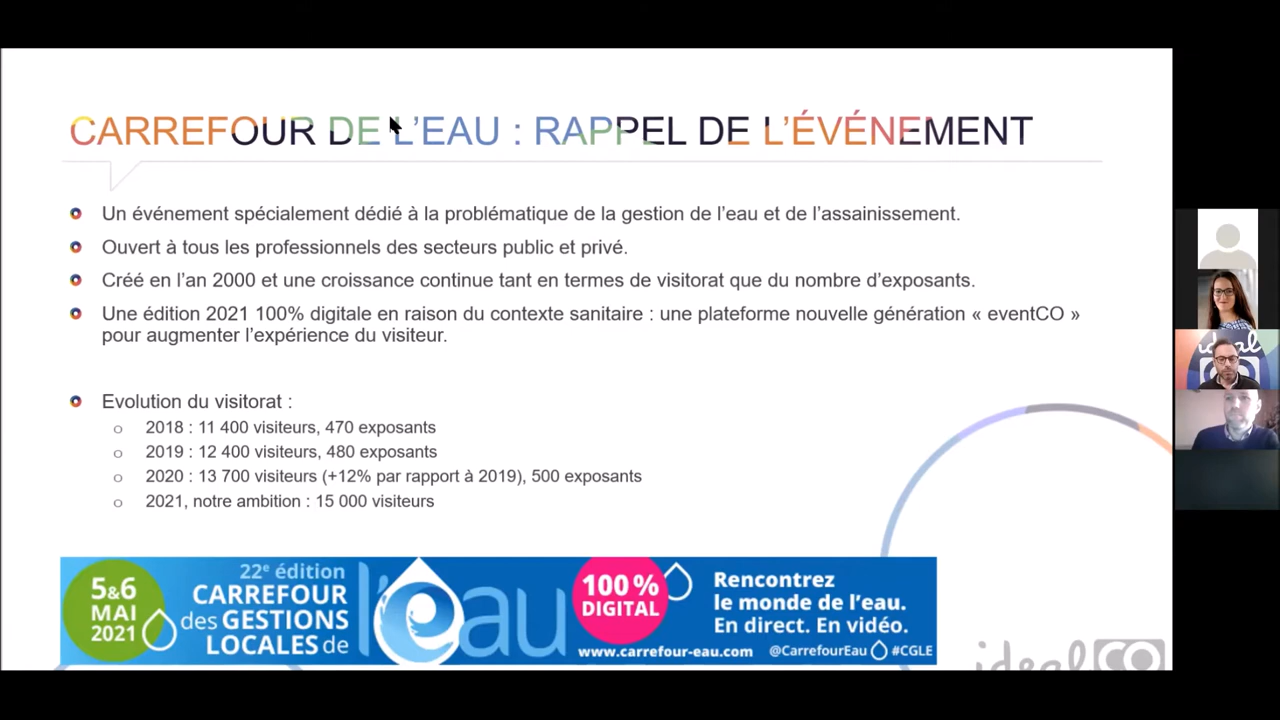 CARREFOUR DE L'EAU : RAPPEL DE L'ÉVÉNEMENT
Un événement spécialement dédié à la problématique de la gestion de l'eau et de l'assainissement.
Ouvert à tous les professionnels des secteurs public et privé.
Créé en l'an 2000 et une croissance continue tant en termes de visitorat que du nombre d'exposants.
Une édition 2021 100% digitale en raison du contexte sanitaire : une plateforme nouvelle génération « eventCO »
pour augmenter l'expérience du visiteur.
Evolution du visitorat :
2018 : 11 400 visiteurs, 470 exposants
2019 : 12 400 visiteurs, 480 exposants
2020 : 13 700 visiteurs (+12% par rapport à 2019), 500 exposants
2021, notre ambition : 15 000 visiteurs
5&6
MAI
2021
22e édition
CARREFOUR
des GESTIONS
LOCALES de
l'eau
100%
DIGITAL
www.carrefour-eau.com
Rencontrez
le monde de l'eau.
En direct. En vidéo.
@CarrefourEau #CGLE
idealCO
ideal
CO